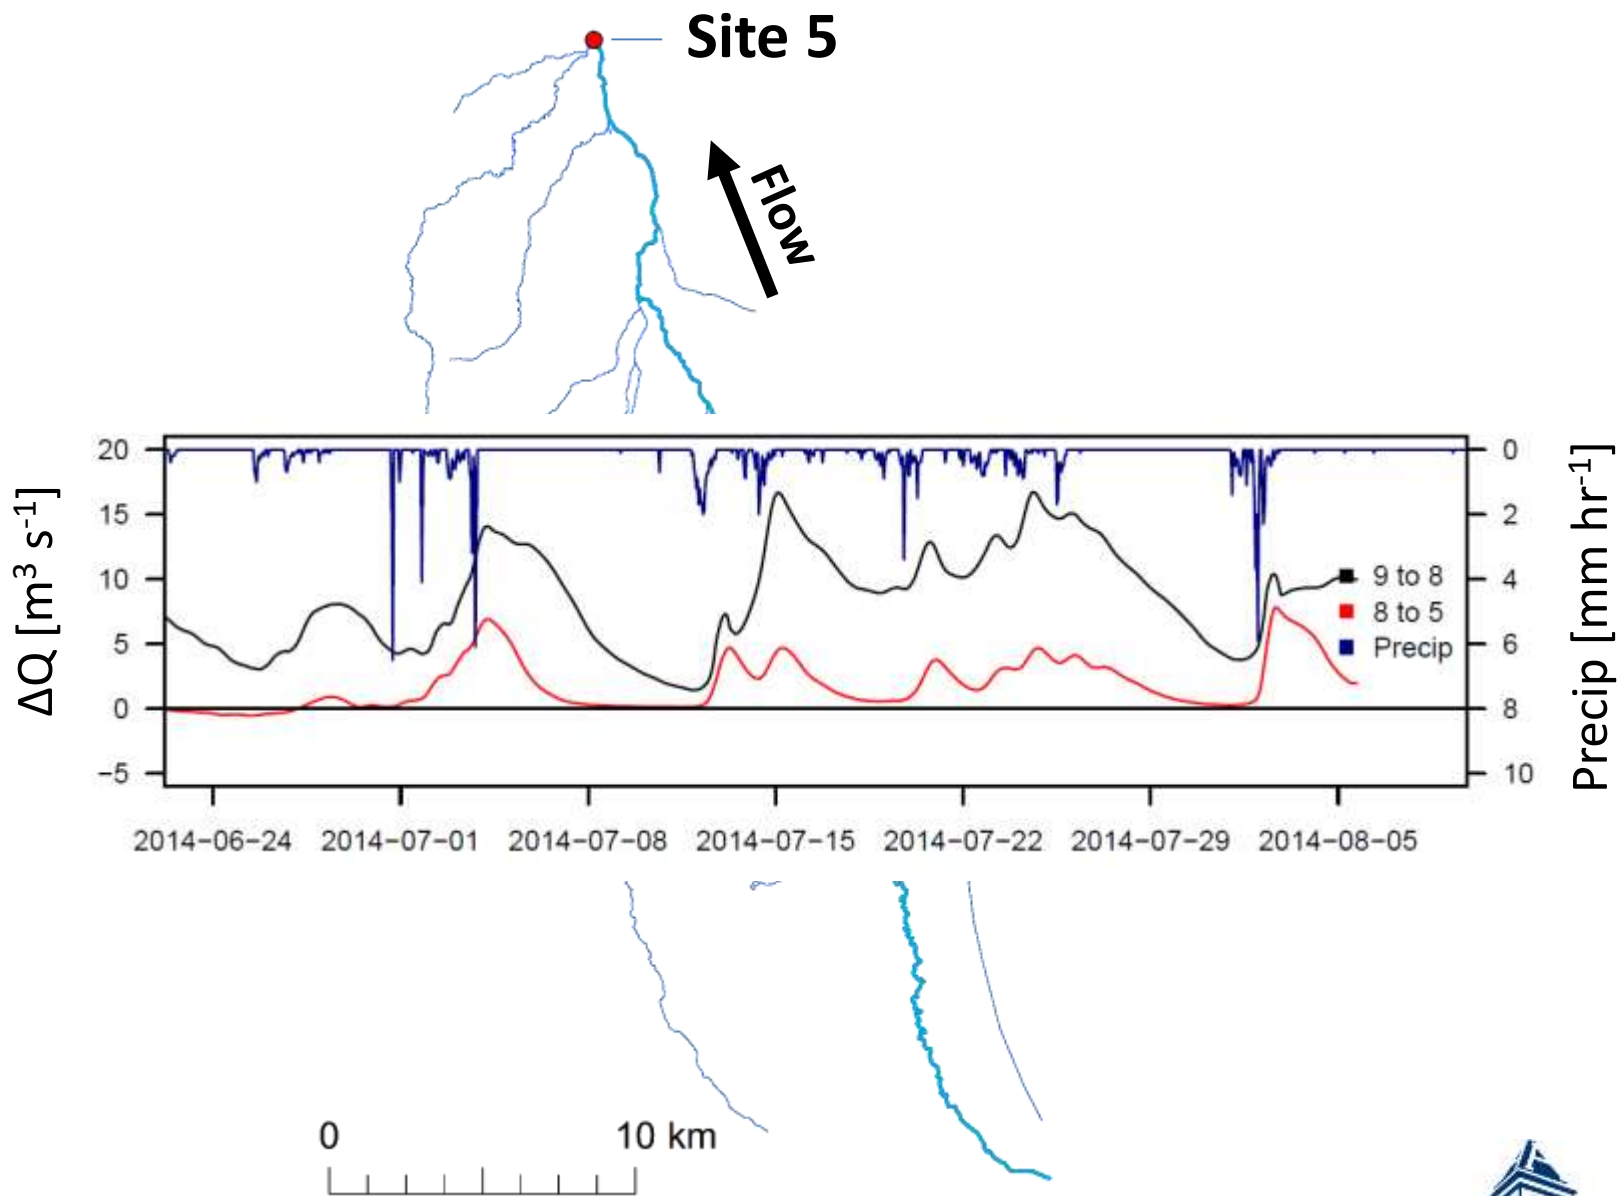 Site 5
Flow
ΔQ [m³ s⁻¹]
20
15
10
5
0
−5
0
2
4
6
8
10
Precip [mm hr⁻¹]
9 to 8
8 to 5
Precip
2014−06−24
2014−07−01
2014−07−08
2014−07−15
2014−07−22
2014−07−29
2014−08−05
0
10 km